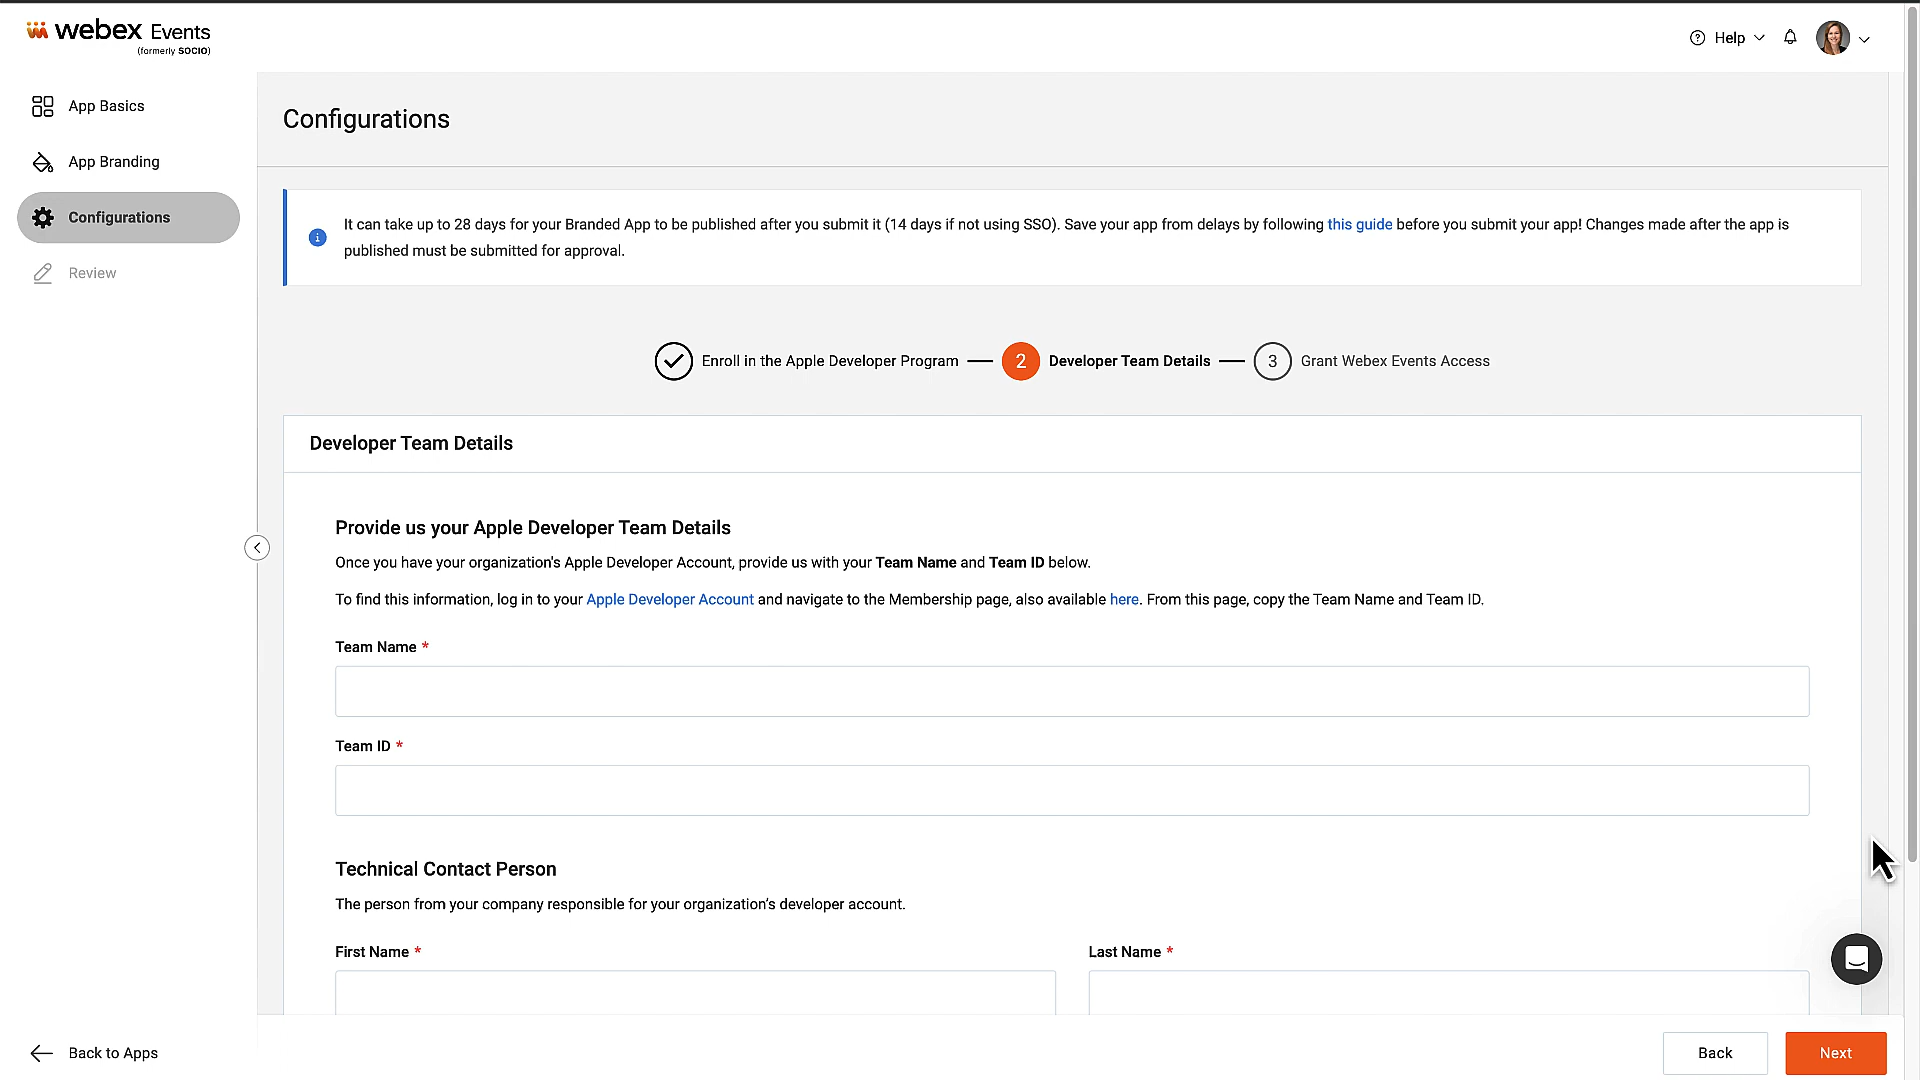 webex Events
(formerly SOCIO)
Help
App Basics
App Branding
Configurations
Review
Configurations
It can take up to 28 days for your Branded App to be published after you submit it (14 days if not using SSO). Save your app from delays by following this guide before you submit your app! Changes made after the app is
published must be submitted for approval.
Enroll in the Apple Developer Program
2 Developer Team Details
3 Grant Webex Events Access
Developer Team Details
Provide us your Apple Developer Team Details
Once you have your organization's Apple Developer Account, provide us with your Team Name and Team ID below.
To find this information, log in to your Apple Developer Account and navigate to the Membership page, also available here. From this page, copy the Team Name and Team ID.
Team Name *
Team ID *
Technical Contact Person
The person from your company responsible for your organization’s developer account.
First Name *
Last Name *
Back to Apps
Back
Next